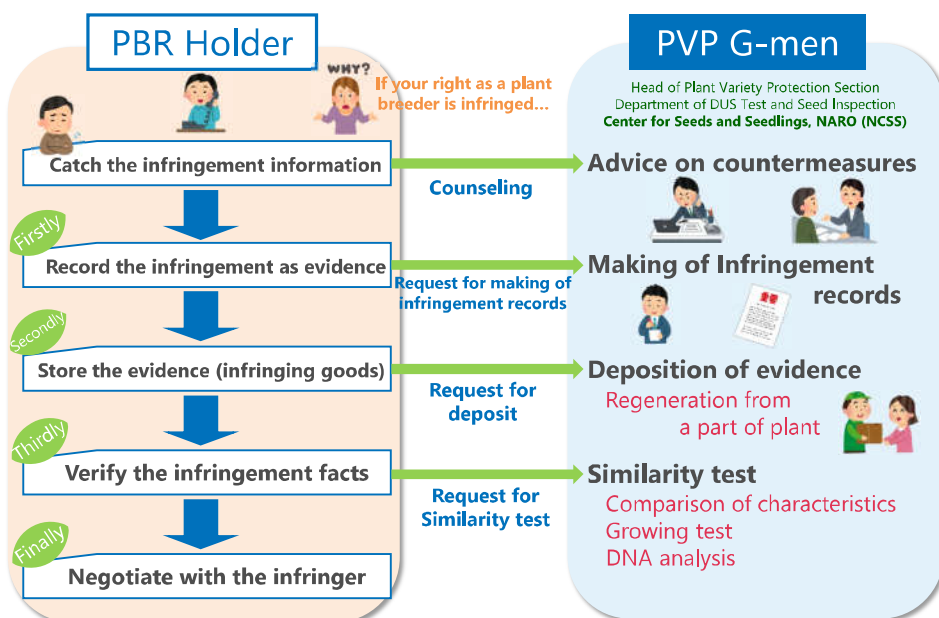 PBR Holder
WHY?
If your right as a plant
breeder is infringed…
Catch the infringement information
Firstly
Record the infringement as evidence
Secondly
Store the evidence (infringing goods)
Thirdly
Verify the infringement facts
Finally
Negotiate with the infringer
Counseling
Request for making of
infringement records
Request for
deposit
Request for
Similarity test
PVP G-men
Head of Plant Variety Protection Section
Department of DUS Test and Seed Inspection
Center for Seeds and Seedlings, NARO (NCSS)
Advice on countermeasures
Making of Infringement
records
Deposition of evidence
Regeneration from
a part of plant
Similarity test
Comparison of characteristics
Growing test
DNA analysis